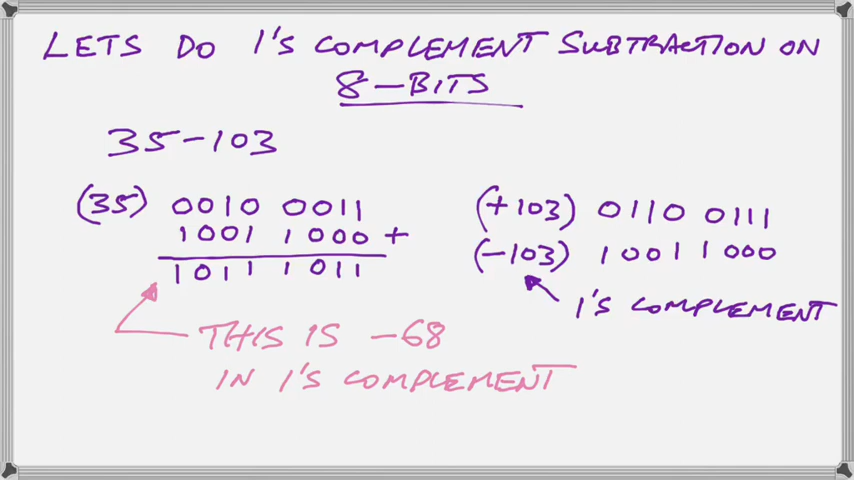 LETS DO 1'S COMPLEMENT SUBTRACTION ON
8-BITS
35-103
(35) 0010 0011
1001 1000 +
1011 1011
(+103) 0110 0111
(-103) 1001 1000
1'S COMPLEMENT
THIS IS -68
IN 1'S COMPLEMENT